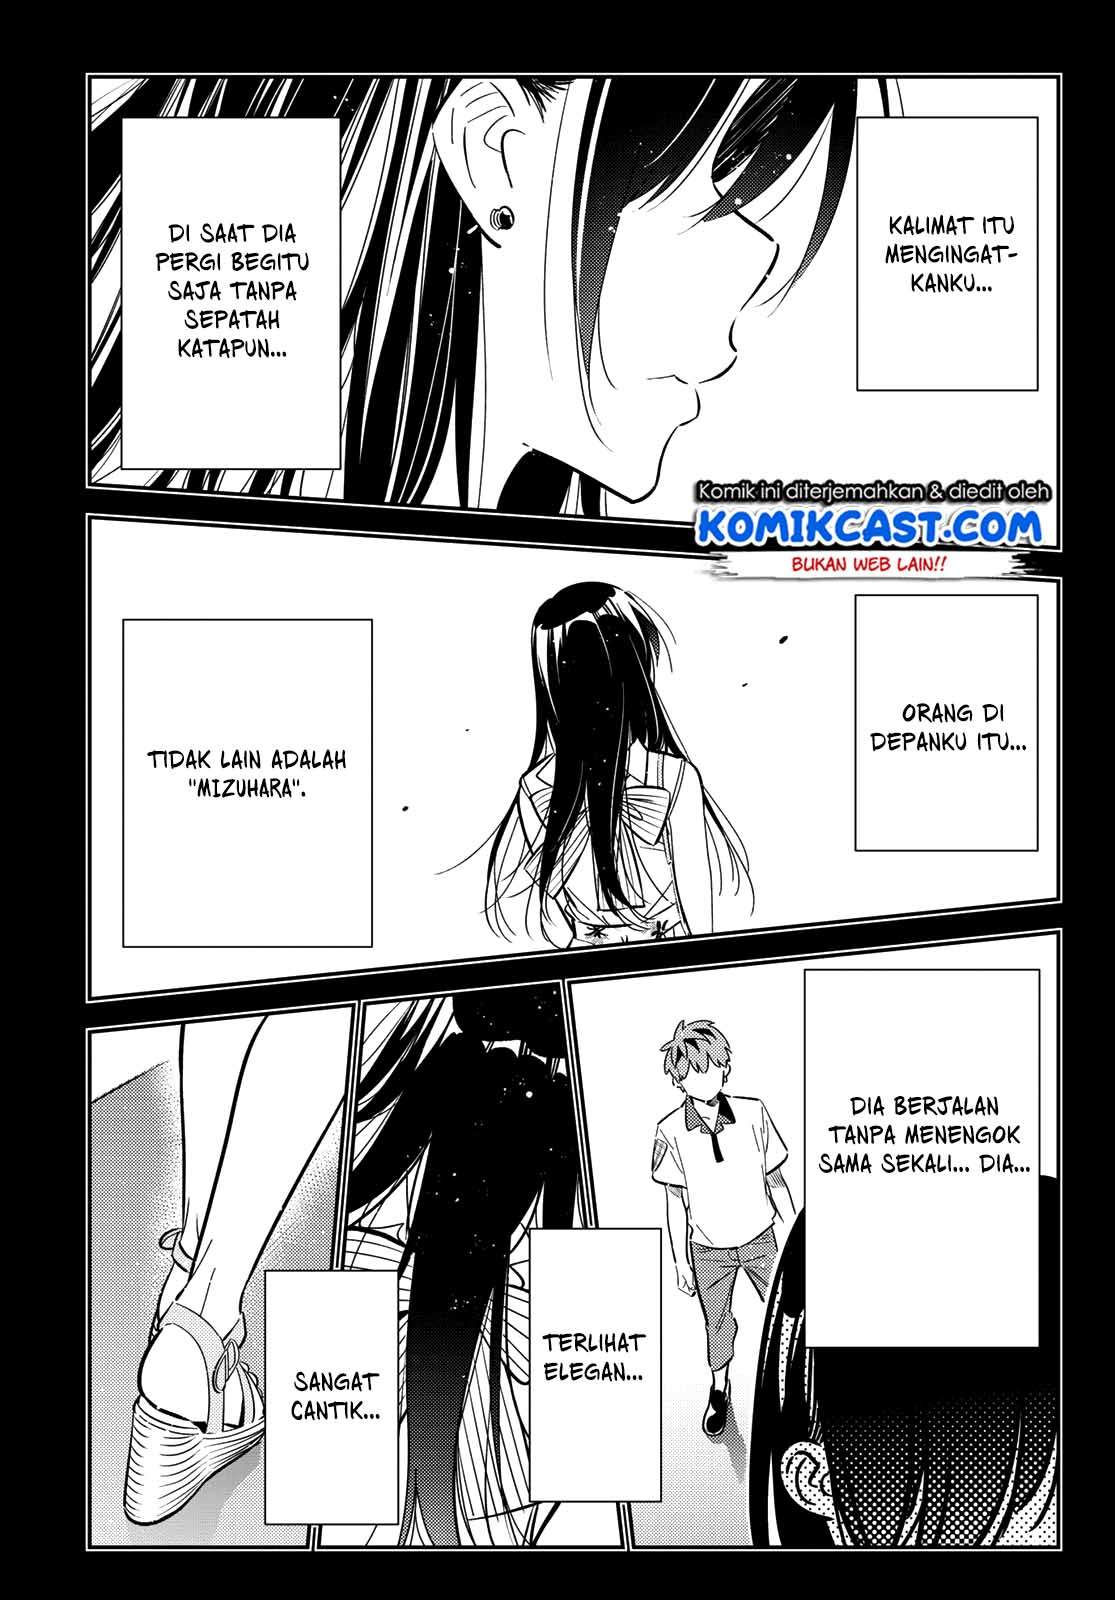 KALIMAT ITU
MENGINGAT-
KANKU...
DI SAAT DIA
PERGI BEGITU
SAJA TANPA
SEPATAH
KATAPUN...
Komik ini diterjemahkan & diedit oleh
KOMIKCAST.COM
BUKAN WEB LAIN!!
ORANG DI
DEPANKU ITU...
TIDAK LAIN ADALAH
"MIZUHARA".
DIA BERJALAN
TANPA MENENGOK
SAMA SEKALI... DIA...
TERLIHAT
ELEGAN...
SANGAT
CANTIK...